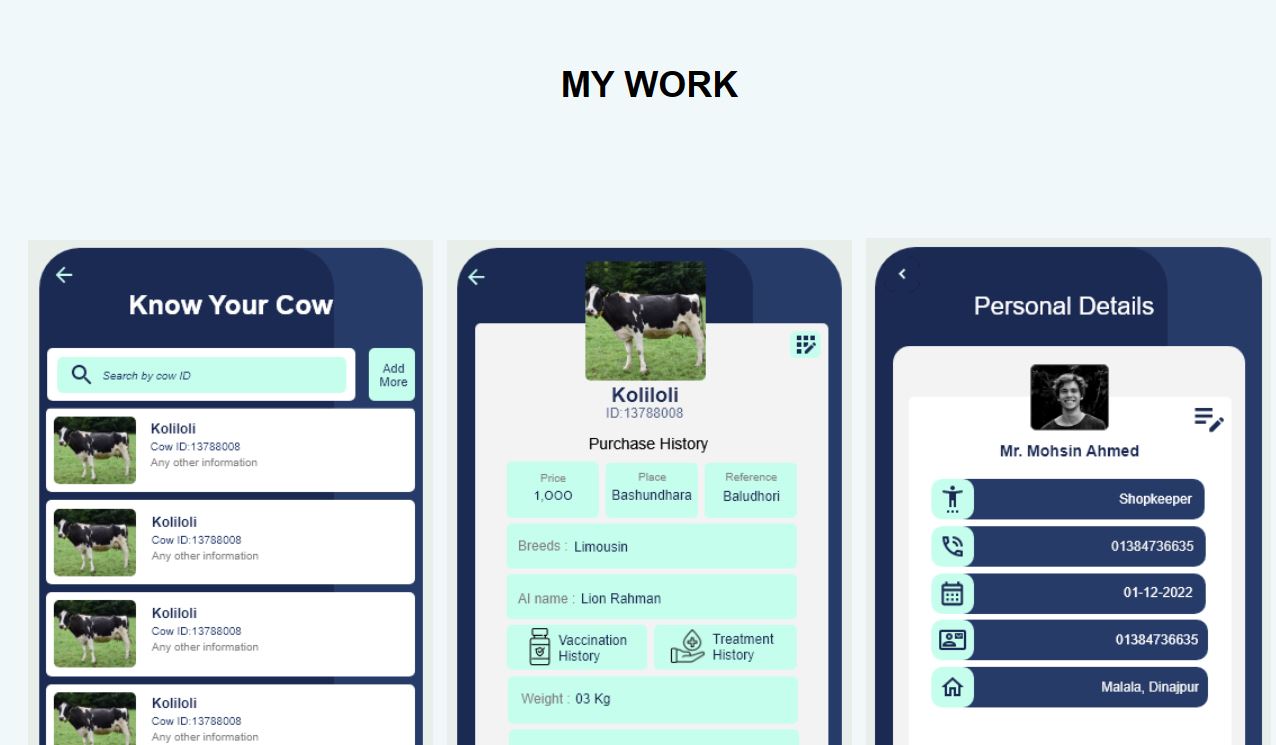 MY WORK
Know Your Cow
Search by cow ID
Add
More
Koliloli
Cow ID:13788008
Any other information
Koliloli
Cow ID:13788008
Any other information
Koliloli
Cow ID:13788008
Any other information
Koliloli
Cow ID:13788008
Any other information
Koliloli
ID:13788008
Purchase History
Price
1,000
Place
Bashundhara
Reference
Baludhori
Breeds : Limousin
AI name : Lion Rahman
Vaccination
History
Treatment
History
Weight : 03 Kg
Personal Details
Mr. Mohsin Ahmed
Shopkeeper
01384736635
01-12-2022
01384736635
Malala, Dinajpur